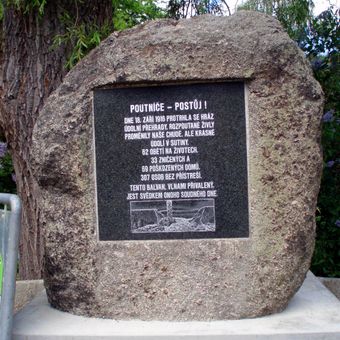 POUTNÍČE - POSTŮJ !
DNE 18. ZÁŘÍ 1916 PROTRHLA SE HRÁZ
ÚDOLNÍ PŘEHRADY, ROZPOUTANÉ ŽIVLY
PROMĚNILY NAŠE CHUDÉ, ALE KRÁSNÉ
ÚDOLÍ V SUTINY.
62 OBĚTÍ NA ŽIVOTECH.
33 ZNIČENÝCH A
69 POŠKOZENÝCH DOMŮ.
307 OSOB BEZ PŘÍSTŘEŠÍ.
TENTO BALVAN, VLNAMI PŘIVALENÝ,
JEST SVĚDKEM ONOHO SOUDNÉHO DNE.